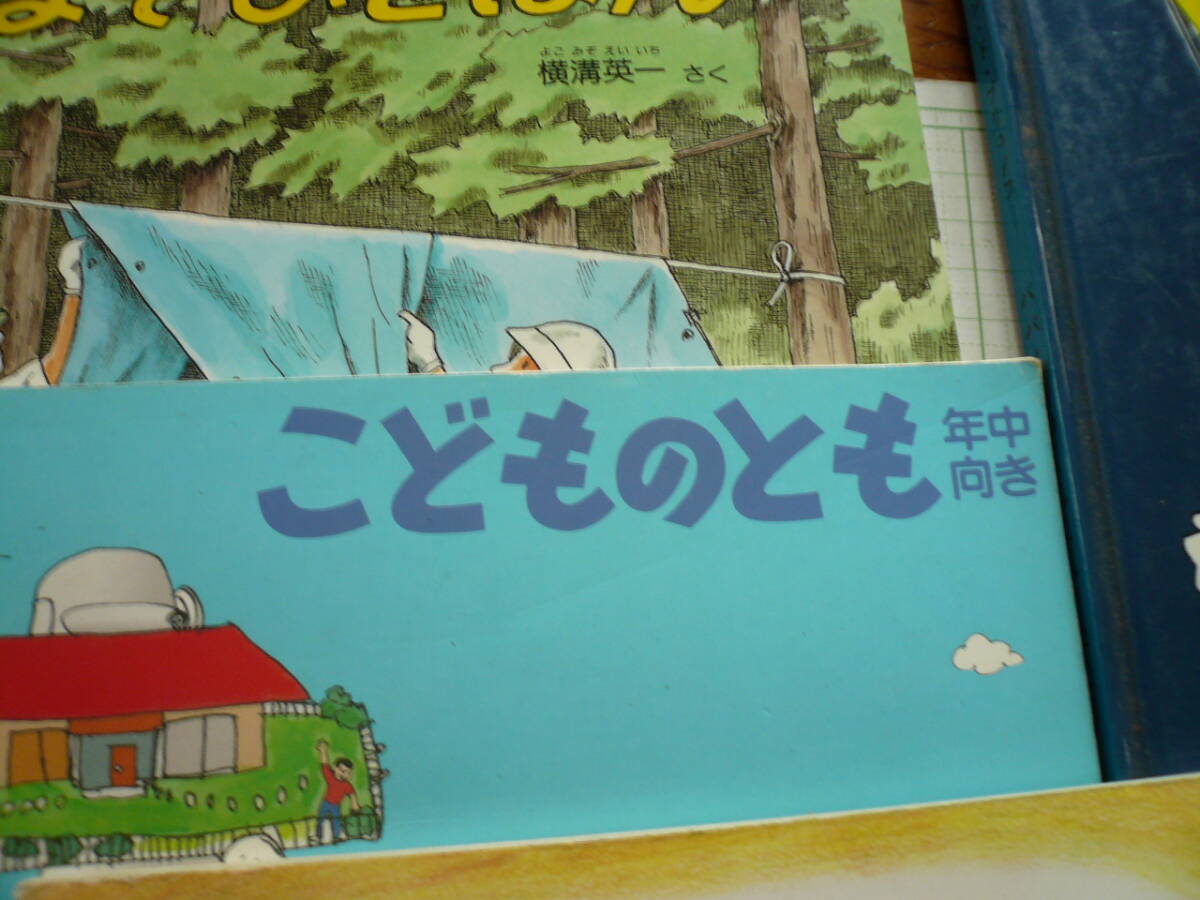 よこ みぞ えい いち
横溝英一 さく
こどものとも
年中
向き